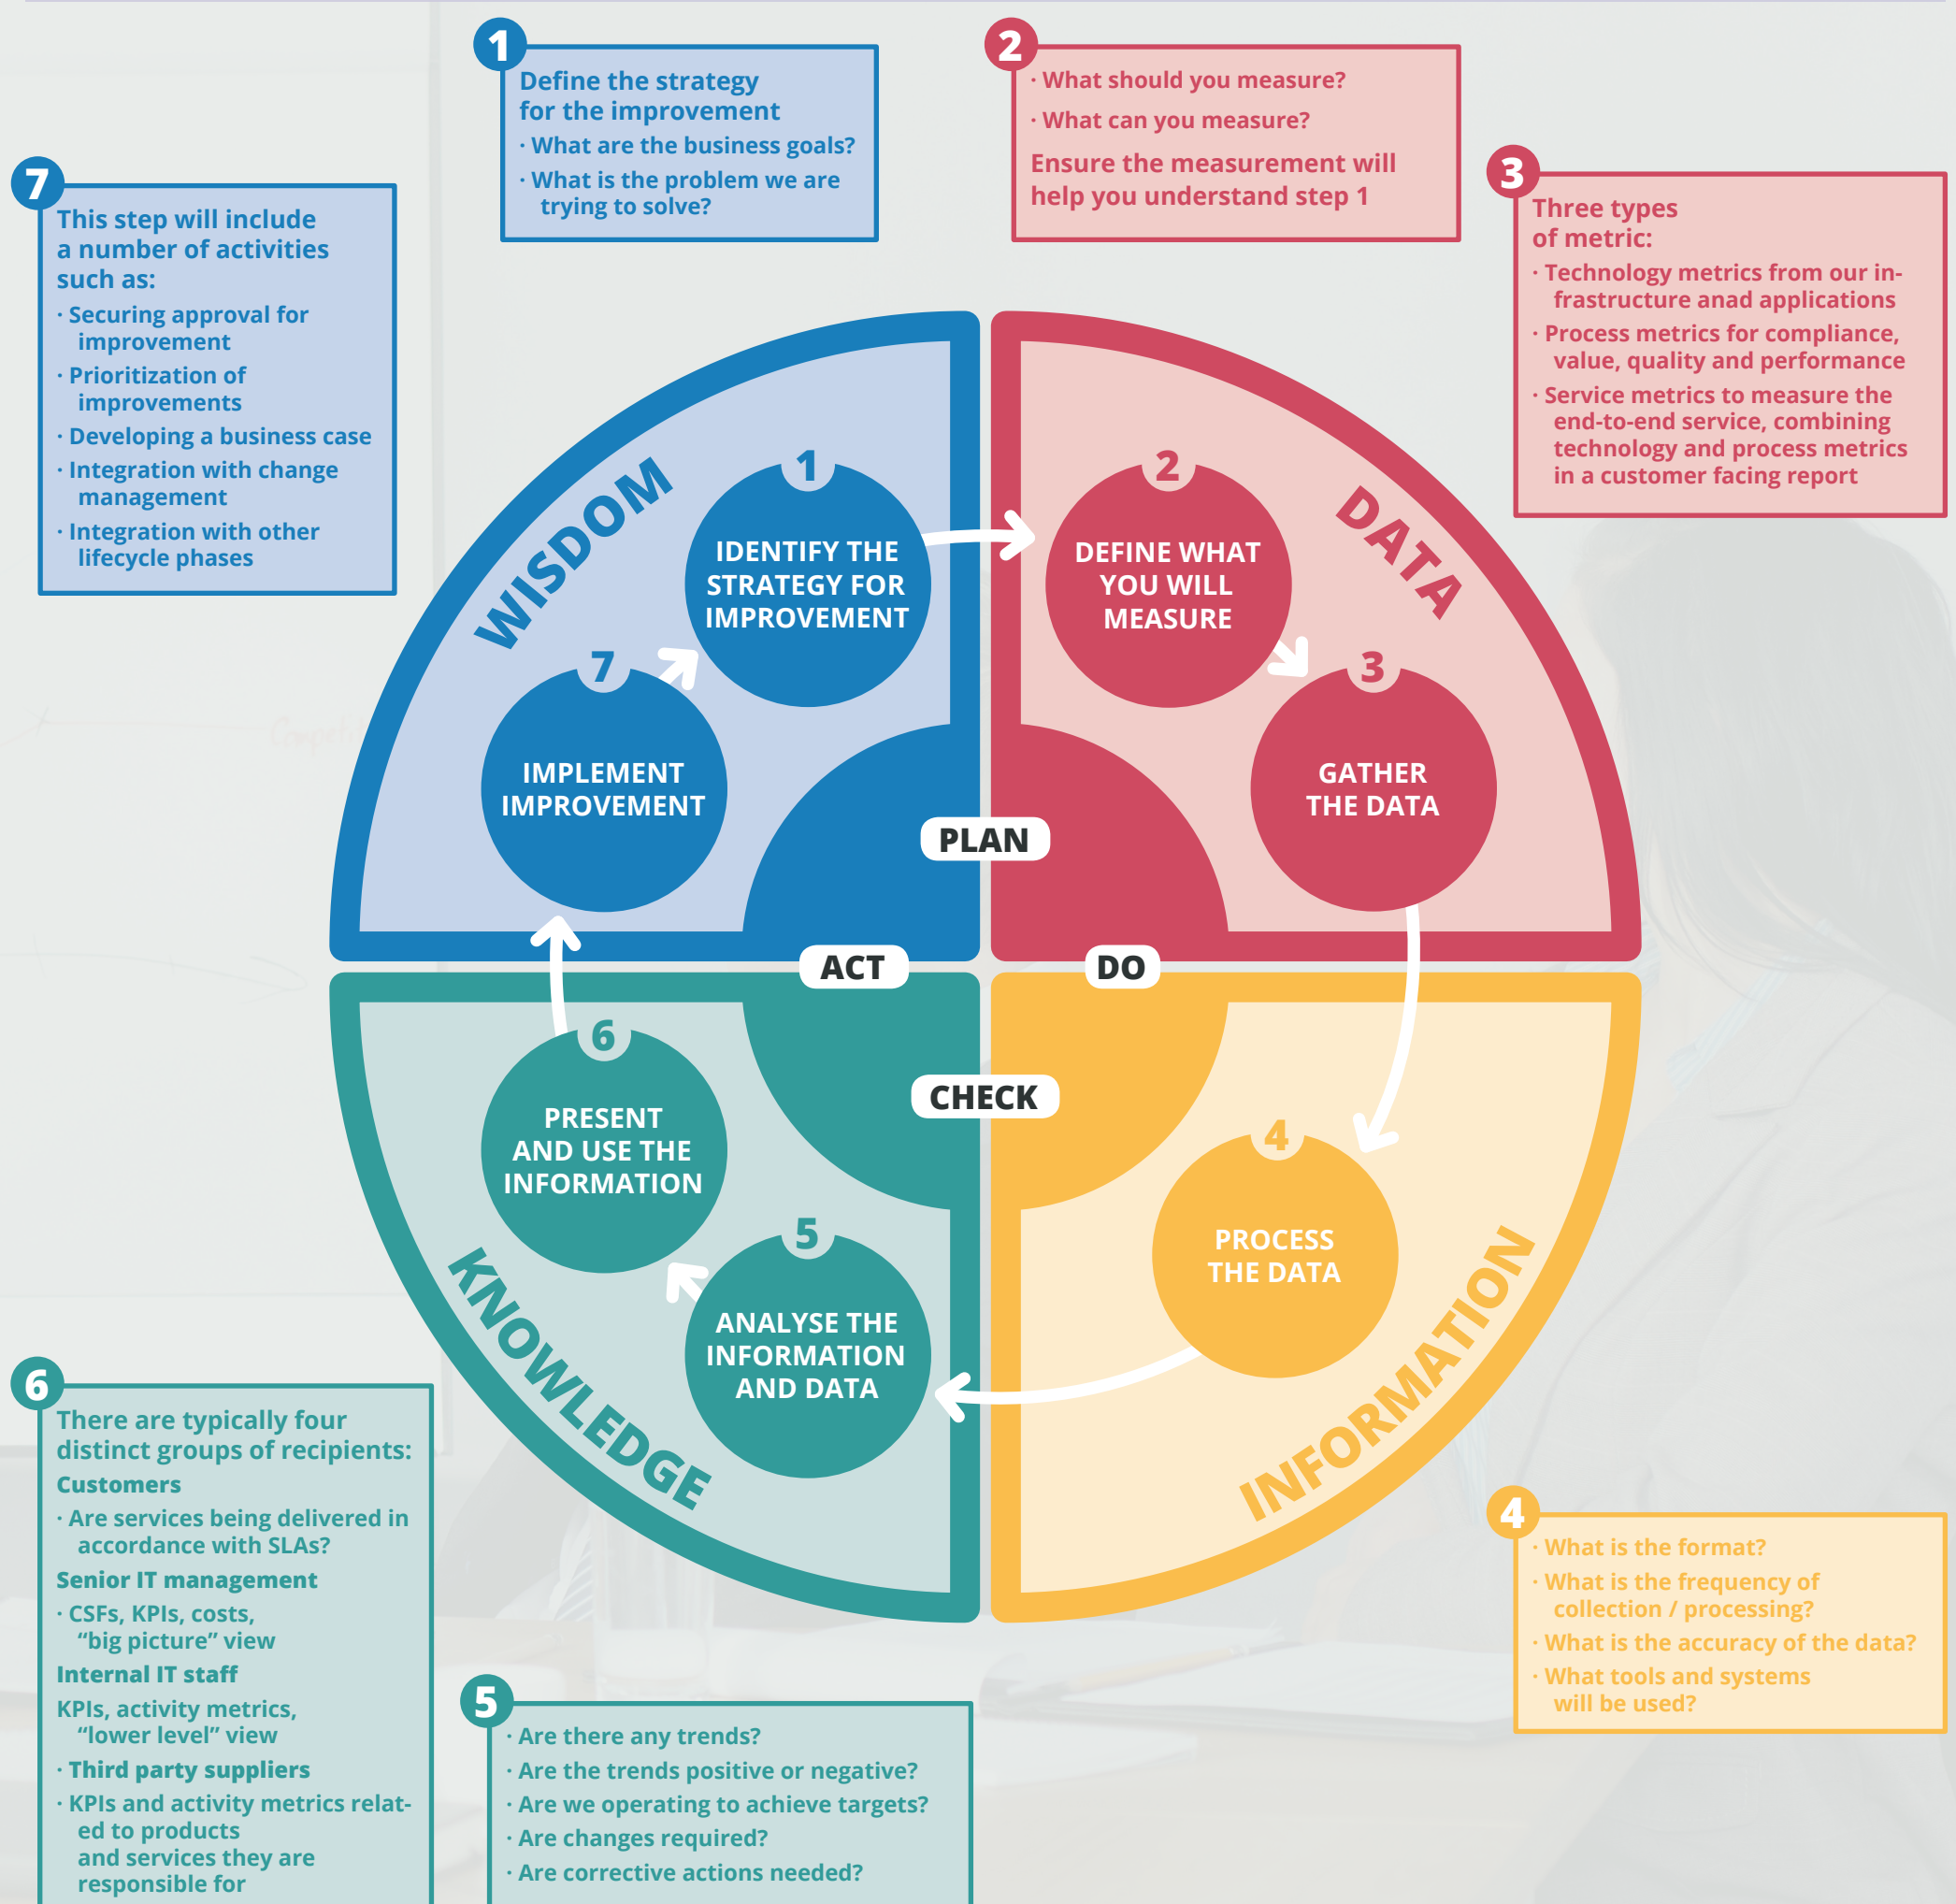 1
Define the strategy
for the improvement
· What are the business goals?
· What is the problem we are
trying to solve?
2
· What should you measure?
· What can you measure?
Ensure the measurement will
help you understand step 1
3
Three types
of metric:
· Technology metrics from our in-
frastructure anad applications
· Process metrics for compliance,
value, quality and performance
· Service metrics to measure the
end-to-end service, combining
technology and process metrics
in a customer facing report
7
This step will include
a number of activities
such as:
· Securing approval for
improvement
· Prioritization of
improvements
· Developing a business case
· Integration with change
management
· Integration with other
lifecycle phases
WISDOM
1
IDENTIFY THE
STRATEGY FOR
IMPROVEMENT
7
IMPLEMENT
IMPROVEMENT
DATA
2
DEFINE WHAT
YOU WILL
MEASURE
3
GATHER
THE DATA
PLAN
ACT
DO
CHECK
6
PRESENT
AND USE THE
INFORMATION
5
ANALYSE THE
INFORMATION
AND DATA
KNOWLEDGE
4
PROCESS
THE DATA
INFORMATION
6
There are typically four
distinct groups of recipients:
Customers
· Are services being delivered in
accordance with SLAs?
Senior IT management
· CSFs, KPIs, costs,
“big picture” view
Internal IT staff
KPIs, activity metrics,
“lower level” view
· Third party suppliers
· KPIs and activity metrics relat-
ed to products
and services they are
responsible for
5
· Are there any trends?
· Are the trends positive or negative?
· Are we operating to achieve targets?
· Are changes required?
· Are corrective actions needed?
4
· What is the format?
· What is the frequency of
collection / processing?
· What is the accuracy of the data?
· What tools and systems
will be used?